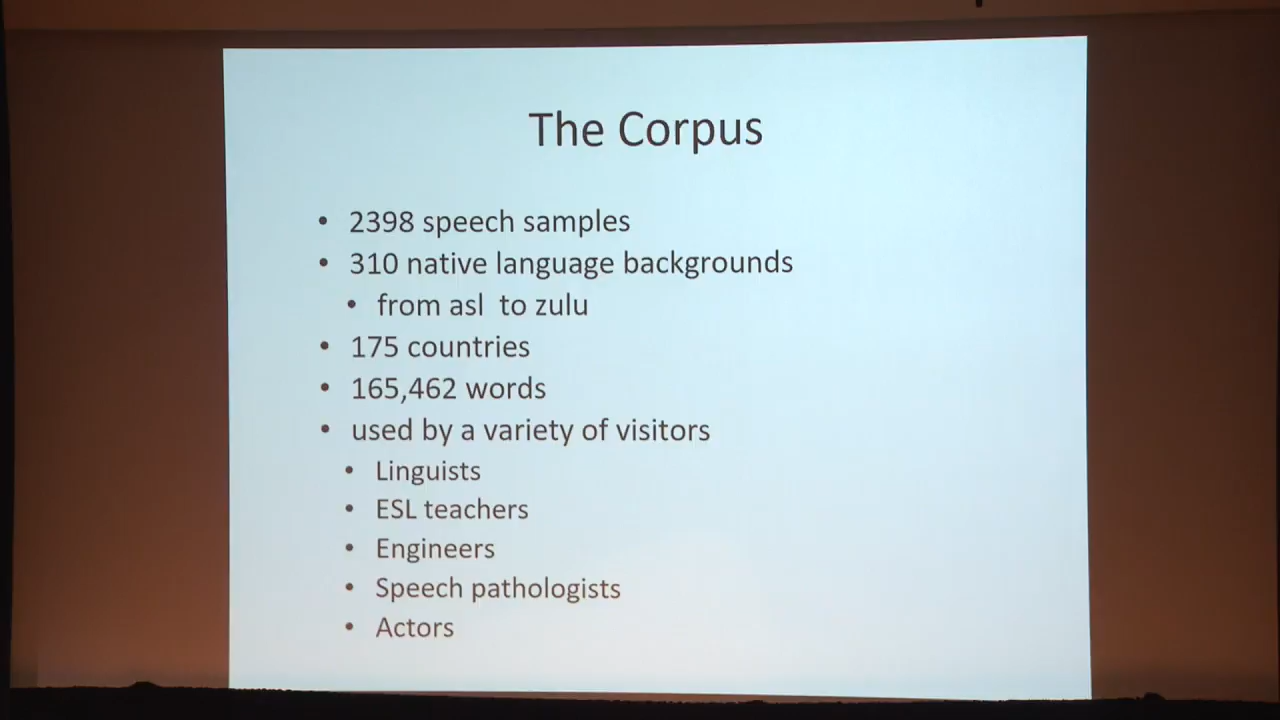 The Corpus
• 2398 speech samples
• 310 native language backgrounds
• from asl  to zulu
• 175 countries
• 165,462 words
• used by a variety of visitors
• Linguists
• ESL teachers
• Engineers
• Speech pathologists
• Actors